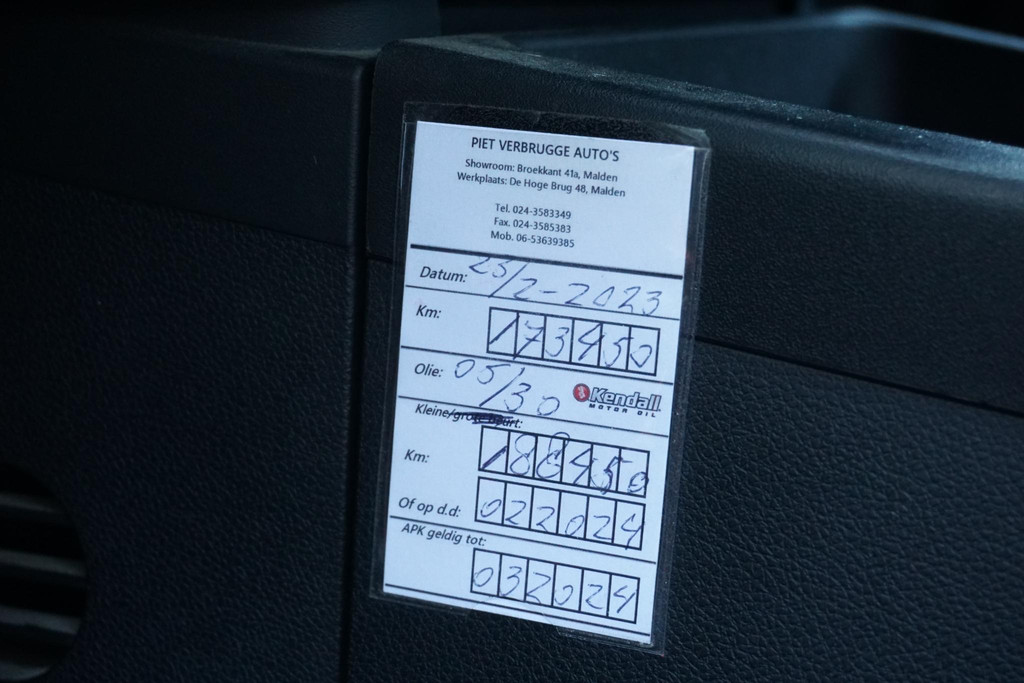 PIET VERBRUGGE AUTO'S
Showroom: Broekkant 41a, Malden
Werkplaats: De Hoge Brug 48, Malden
Tel. 024-3583349
Fax. 024-3585383
Mob. 06-53639385
Datum: 23/2-2023
Km: 173450
Olie: 05/30 Kendall
MOTOR OIL
Kleine/grote beurt:
Km: 188450
Of op d.d: 022024
APK geldig tot:
032024